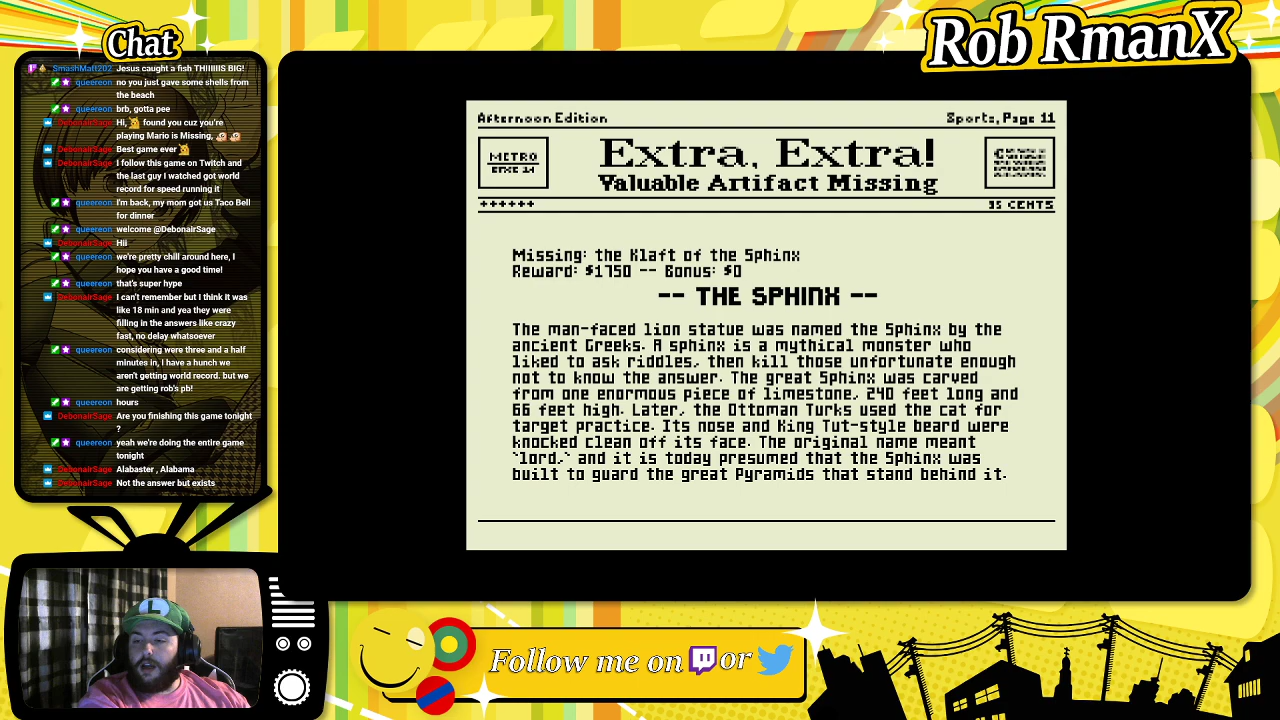 Chat
Rob RmanX
SmashMatt202 Jesus caught a fish THIIIIIS BIG!
queereon no you just gave some shells from
the beach
queereon brb, gotta pee
DebonairSage Hi, found you cuz you're
playing Mario is Missing
DebonairSage Best game ever
DebonairSage I follow this game on Twitch and
the last guy I watched got world
record for speed running it
queereon I'm back, my mom got us Taco Bell
for dinner
queereon welcome @DebonairSage
DebonairSage Hii
queereon we're pretty chill around here, I
hope you have a cool time
queereon that's super hype
DebonairSage I can't remember but I think it was
like 18 min and yea they were
filling in the answers like crazy
fast, no delay whatsoever
queereon considering were three and a half
minutes in, I have a hunch we
aren't getting world record. but we
are getting rob's pb!
queereon hours
DebonairSage Are you finishing this game tonight
?
queereon yeah we're doing the entire game
tonight
DebonairSage Alabaster , Alabama
DebonairSage Not the answer but exists
Afternoon Edition
Sports, Page 11
METRO
Extra, Extra!
Valuable Artifact Missing
++++++
35 CENTS
Missing: the Klaft of the Sphinx
Reward: $1750 -- Bonus: $0
-- THE SPHINX --
The man-faced lion statue was named the Sphinx by the
ancient Greeks. A sphinx is a mythical monster who
liked to ask riddles, then kill those unfortunate enough
not to know the answer. The great Sphinx was carved
from one enormous piece of limestone, 240 feet long and
66 feet high. Later, the Ottoman Turks used the cat for
target practice. Its nose and King Tut-style beard were
knocked clean off its face. The original name meant
`lord,` and it is today presumed that the Sphinx was
built to guard the great Pyramids that stand behind it.
L
Follow me on or